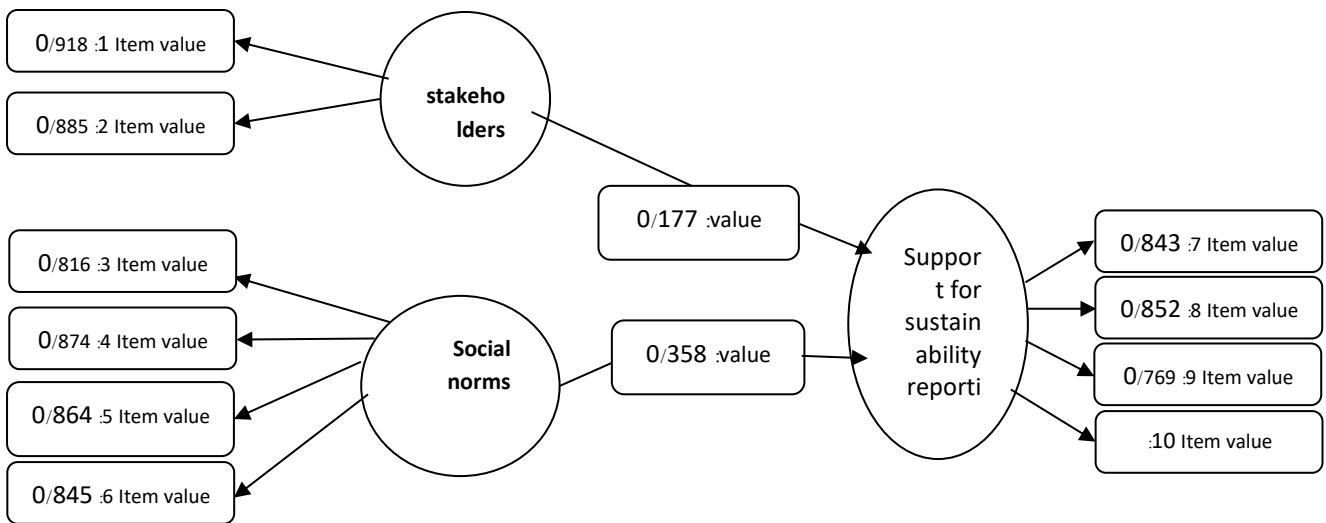 0/918 :1 Item value
0/885 :2 Item value
stakeho
lders
0/177 :value
0/816 :3 Item value
0/874 :4 Item value
0/864 :5 Item value
0/845 :6 Item value
Social
norms
0/358 :value
Suppor
t for
sustain
ability
reporti
0/843 :7 Item value
0/852 :8 Item value
0/769 :9 Item value
:10 Item value